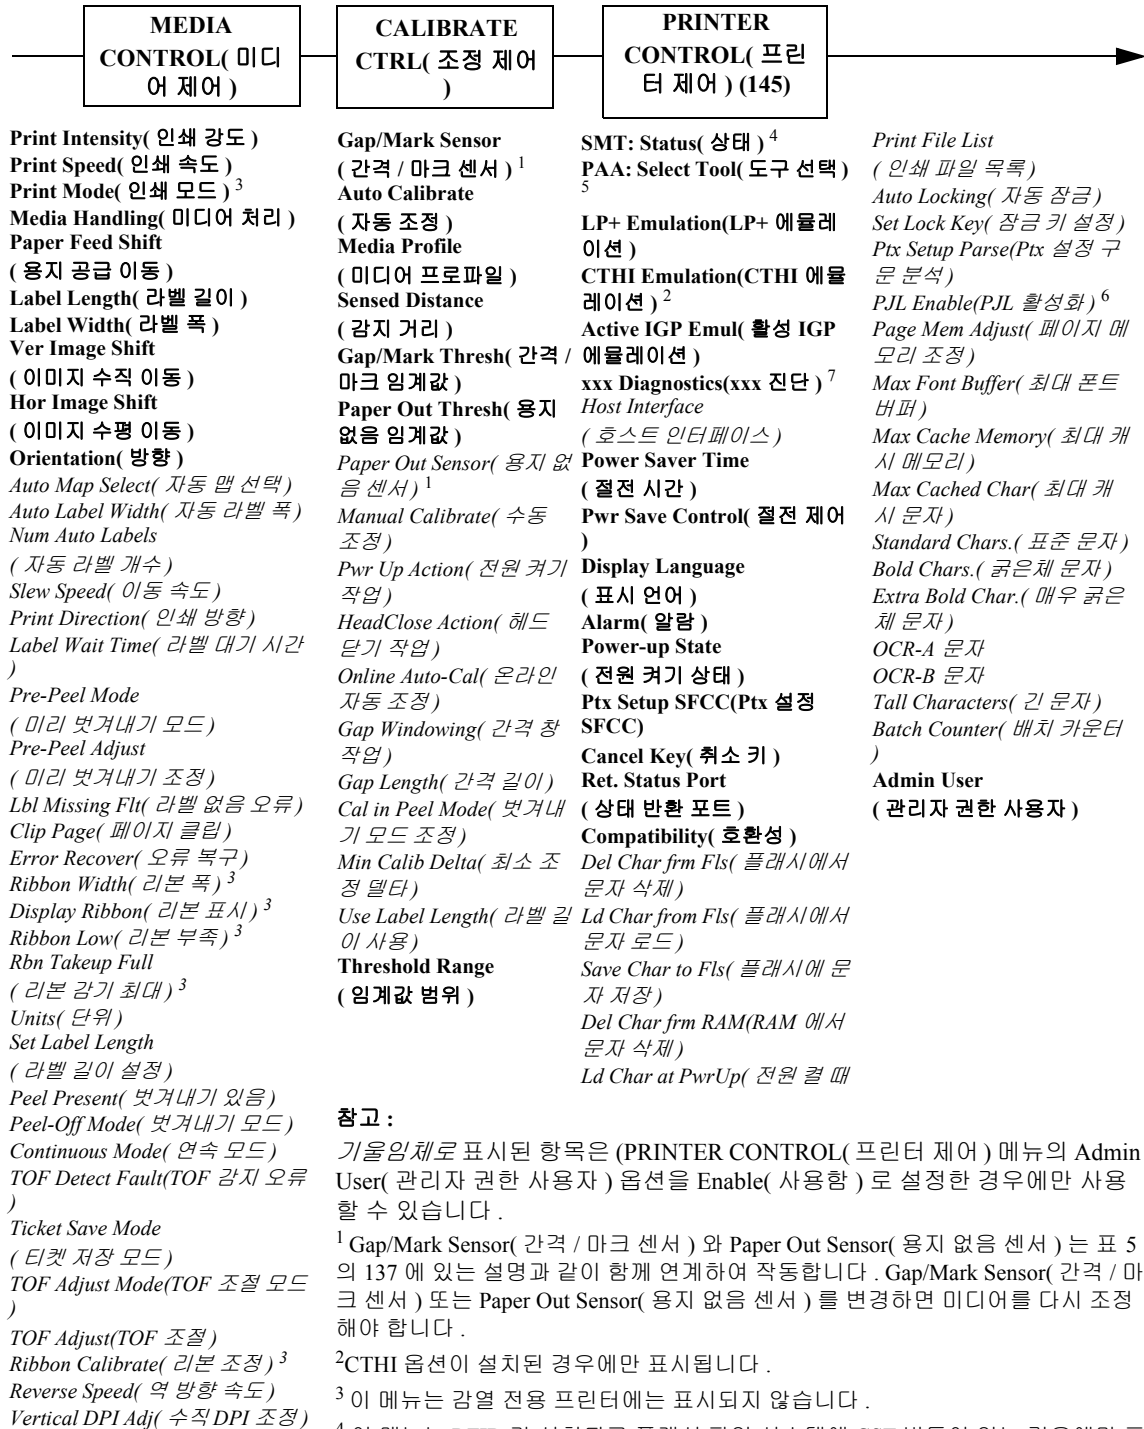 MEDIA
CONTROL( 미디
어 제어 )
CALIBRATE
CTRL( 조정 제어
)
PRINTER
CONTROL( 프린
터 제어 ) (145)
Print Intensity( 인쇄 강도 )
Print Speed( 인쇄 속도 )
Print Mode( 인쇄 모드 ) 3
Media Handling( 미디어 처리 )
Paper Feed Shift
( 용지 공급 이동 )
Label Length( 라벨 길이 )
Label Width( 라벨 폭 )
Ver Image Shift
( 이미지 수직 이동 )
Hor Image Shift
( 이미지 수평 이동 )
Orientation( 방향 )
Auto Map Select( 자동 맵 선택 )
Auto Label Width( 자동 라벨 폭 )
Num Auto Labels
( 자동 라벨 개수 )
Slew Speed( 이동 속도 )
Print Direction( 인쇄 방향 )
Label Wait Time( 라벨 대기 시간
)
Pre-Peel Mode
( 미리 벗겨내기 모드 )
Pre-Peel Adjust
( 미리 벗겨내기 조정 )
Lbl Missing Flt( 라벨 없음 오류 )
Clip Page( 페이지 클립 )
Error Recover( 오류 복구 )
Ribbon Width( 리본 폭 ) 3
Display Ribbon( 리본 표시 ) 3
Ribbon Low( 리본 부족 ) 3
Rbn Takeup Full
( 리본 감기 최대 ) 3
Units( 단위 )
Set Label Length
( 라벨 길이 설정 )
Peel Present( 벗겨내기 있음 )
Peel-Off Mode( 벗겨내기 모드 )
Continuous Mode( 연속 모드 )
TOF Detect Fault(TOF 감지 오류
)
Ticket Save Mode
( 티켓 저장 모드 )
TOF Adjust Mode(TOF 조절 모드
)
TOF Adjust(TOF 조절 )
Ribbon Calibrate( 리본 조정 ) 3
Reverse Speed( 역 방향 속도 )
Vertical DPI Adj( 수직 DPI 조정 )
Gap/Mark Sensor
( 간격 / 마크 센서 ) 1
Auto Calibrate
( 자동 조정 )
Media Profile
( 미디어 프로파일 )
Sensed Distance
( 감지 거리 )
Gap/Mark Thresh( 간격 /
마크 임계값 )
Paper Out Thresh( 용지
없음 임계값 )
Paper Out Sensor( 용지 없
음 센서 ) 1
Manual Calibrate( 수동
조정 )
Pwr Up Action( 전원 켜기
작업 )
HeadClose Action( 헤드
닫기 작업 )
Online Auto-Cal( 온라인
자동 조정 )
Gap Windowing( 간격 창
작업 )
Gap Length( 간격 길이 )
Cal in Peel Mode( 벗겨내
기 모드 조정 )
Min Calib Delta( 최소 조
정 델타 )
Use Label Length( 라벨 길
이 사용 )
Threshold Range
( 임계값 범위 )
SMT: Status( 상태 ) 4
PAA: Select Tool( 도구 선택 )
5
LP+ Emulation(LP+ 에뮬레
이션 )
CTHI Emulation(CTHI 에뮬
레이션 ) 2
Active IGP Emul( 활성 IGP
에뮬레이션 )
xxx Diagnostics(xxx 진단 ) 7
Host Interface
( 호스트 인터페이스 )
Power Saver Time
( 절전 시간 )
Pwr Save Control( 절전 제어
)
Display Language
( 표시 언어 )
Alarm( 알람 )
Power-up State
( 전원 켜기 상태 )
Ptx Setup SFCC(Ptx 설정
SFCC)
Cancel Key( 취소 키 )
Ret. Status Port
( 상태 반환 포트 )
Compatibility( 호환성 )
Del Char frm Fls( 플래시에서
문자 삭제 )
Ld Char from Fls( 플래시에서
문자 로드 )
Save Char to Fls( 플래시에 문
자 저장 )
Del Char frm RAM(RAM 에서
문자 삭제 )
Ld Char at PwrUp( 전원 켤 때
Print File List
( 인쇄 파일 목록 )
Auto Locking( 자동 잠금 )
Set Lock Key( 잠금 키 설정 )
Ptx Setup Parse(Ptx 설정 구
문 분석 )
PJL Enable(PJL 활성화 ) 6
Page Mem Adjust( 페이지 메
모리 조정 )
Max Font Buffer( 최대 폰트
버퍼 )
Max Cache Memory( 최대 캐
시 메모리 )
Max Cached Char( 최대 캐
시 문자 )
Standard Chars.( 표준 문자 )
Bold Chars.( 굵은체 문자 )
Extra Bold Char.( 매우 굵은
체 문자 )
OCR-A 문자
OCR-B 문자
Tall Characters( 긴 문자 )
Batch Counter( 배치 카운터
)
Admin User
( 관리자 권한 사용자 )
참고 :
기울임체로 표시된 항목은 (PRINTER CONTROL( 프린터 제어 ) 메뉴의 Admin
User( 관리자 권한 사용자 ) 옵션을 Enable( 사용함 ) 로 설정한 경우에만 사용
할 수 있습니다 .
1 Gap/Mark Sensor( 간격 / 마크 센서 ) 와 Paper Out Sensor( 용지 없음 센서 ) 는 표 5
의 137 에 있는 설명과 같이 함께 연계하여 작동합니다 . Gap/Mark Sensor( 간격 / 마
크 센서 ) 또는 Paper Out Sensor( 용지 없음 센서 ) 를 변경하면 미디어를 다시 조정
해야 합니다 .
2CTHI 옵션이 설치된 경우에만 표시됩니다 .
3 이 메뉴는 감열 전용 프린터에는 표시되지 않습니다 .